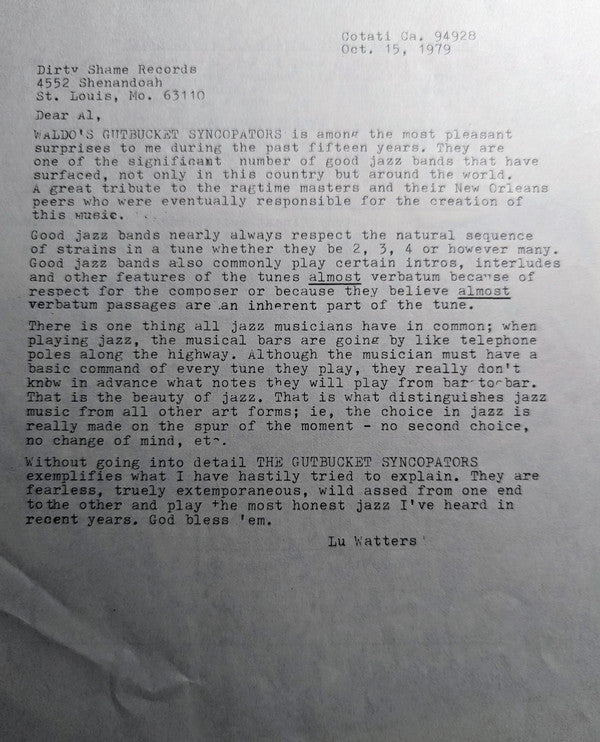 Cotati Ca. 94928
Oct. 15, 1979
Dirty Shame Records
4552 Shenandoah
St. Louis, Mo. 63110
Dear Al,
WALDO'S GUTBUCKET SYNCOPATORS is among the most pleasant
surprises to me during the past fifteen years. They are
one of the significant number of good jazz bands that have
surfaced, not only in this country but around the world.
A great tribute to the ragtime masters and their New Orleans
peers who were eventually responsible for the creation of
this music.
Good jazz bands nearly always respect the natural sequence
of strains in a tune whether they be 2, 3, 4 or however many.
Good jazz bands also commonly play certain intros, interludes
and other features of the tunes almost verbatum because of
respect for the composer or because they believe almost
verbatum passages are an inherent part of the tune.
There is one thing all jazz musicians have in common; when
playing jazz, the musical bars are going by like telephone
poles along the highway. Although the musician must have a
basic command of every tune they play, they really don't
know in advance what notes they will play from bar to bar.
That is the beauty of jazz. That is what distinguishes jazz
music from all other art forms; ie, the choice in jazz is
really made on the spur of the moment - no second choice,
no change of mind, etc.
Without going into detail THE GUTBUCKET SYNCOPATORS
exemplifies what I have hastily tried to explain. They are
fearless, truely extemporaneous, wild assed from one end
to the other and play the most honest jazz I've heard in
recent years. God bless 'em.
Lu Watters